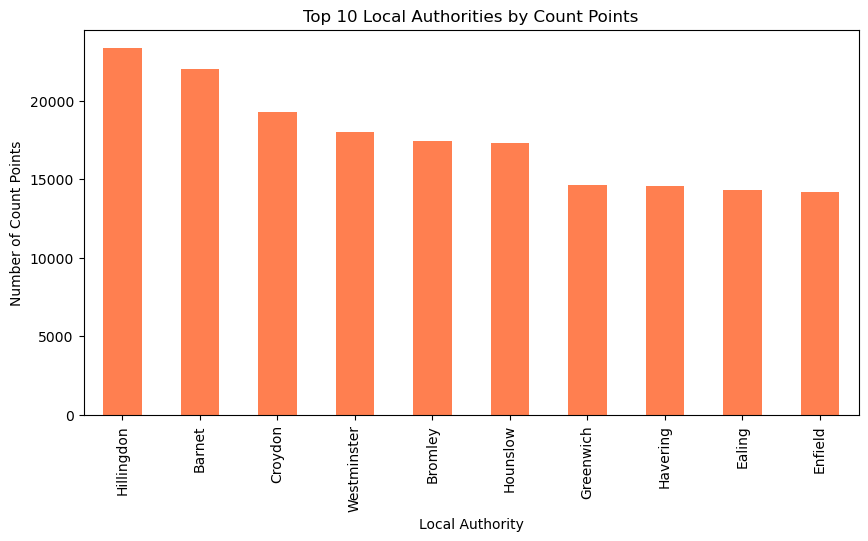 Top 10 Local Authorities by Count Points
Number of Count Points
20000
15000
10000
5000
0
Hillingdon
Barnet
Croydon
Westminster
Bromley
Hounslow
Greenwich
Havering
Ealing
Enfield
Local Authority